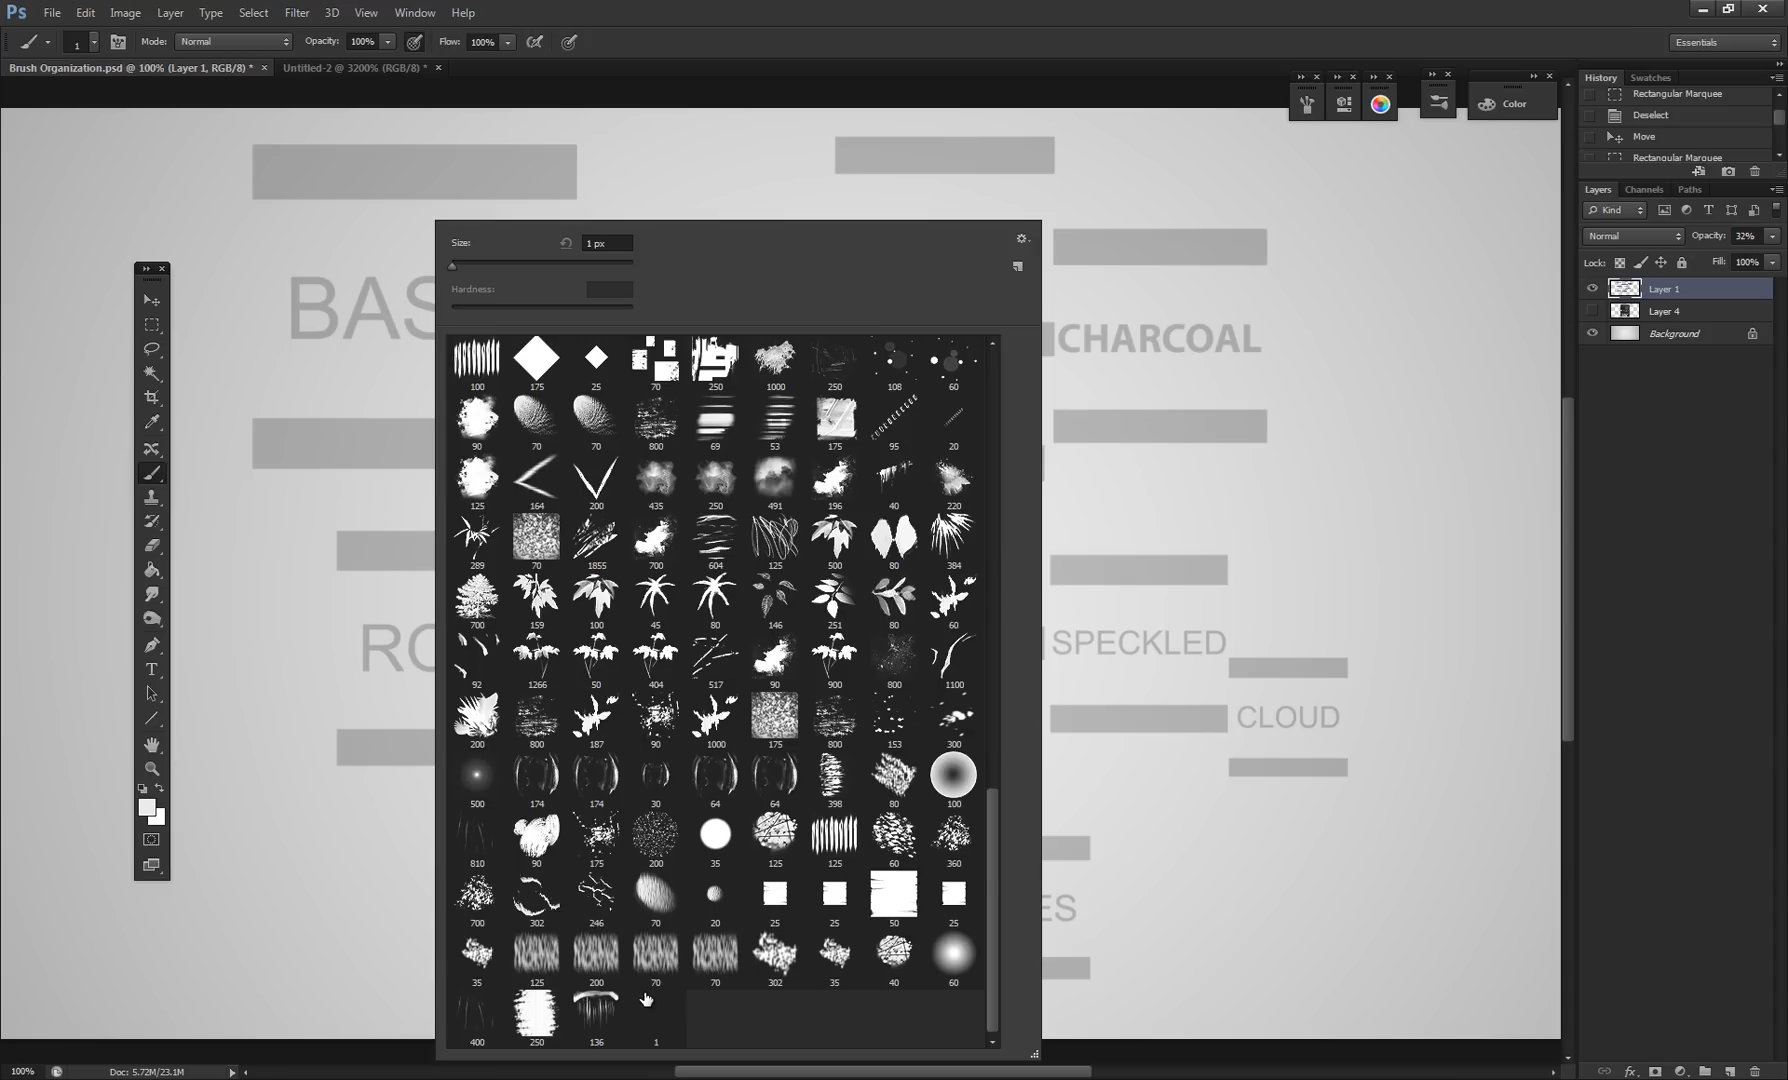 Ps File Edit Image Layer Type Select Filter 3D View Window Help
1 Mode: Normal Opacity: 100% Flow: 100% Essentials
Brush Organization.psd @ 100% (Layer 1, RGB/8) * Untitled-2 @ 3200% (RGB/8) *
History Swatches
Rectangular Marquee
Deselect
Move
Rectangular Marquee
Color
Layers Channels Paths
Kind
Normal Opacity: 32%
Lock: Fill: 100%
Layer 1
Layer 4
Background
Size: 1 px
Hardness:
BAS
CHARCOAL
RO
SPECKLED
CLOUD
ES
100 175 25 70 250 1000 250 108 60
90 70 70 800 69 53 175 95 20
125 164 200 435 250 491 196 40 220
289 70 1855 700 604 125 500 80 384
700 159 100 45 80 146 251 80 60
92 1266 50 404 517 90 900 800 1100
200 800 187 90 1000 175 800 153 300
500 174 174 30 64 64 398 80 100
810 90 175 200 35 125 125 60 360
700 302 246 70 20 25 25 50 25
35 125 200 70 70 302 35 40 60
400 250 136 1
100% Doc: 5.72M/23.1M